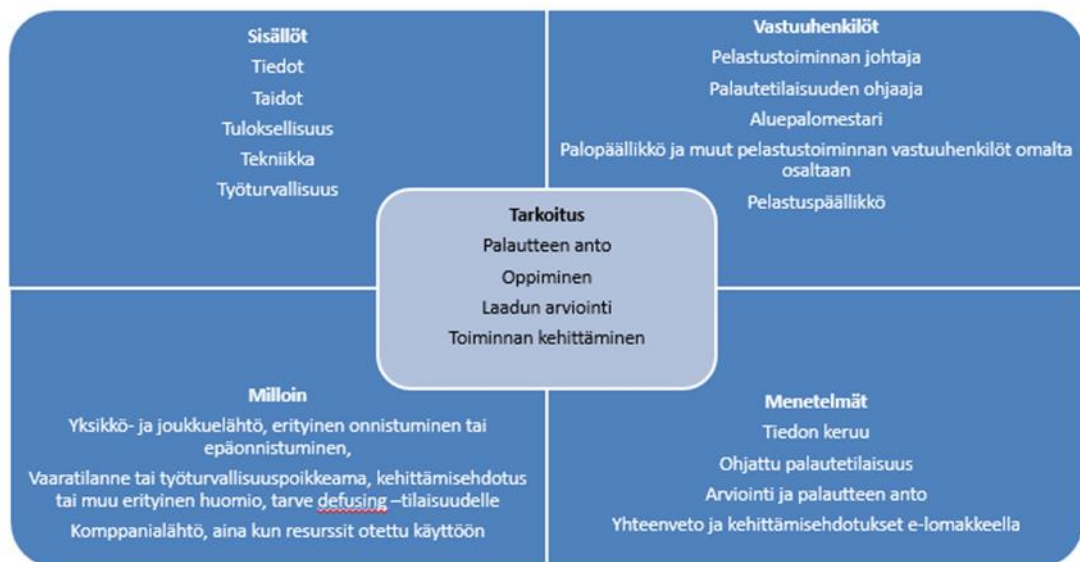 Sisällöt
Tiedot
Taidot
Tuloksellisuus
Tekniikka
Työturvallisuus
Vastuuhenkilöt
Pelastustoiminnan johtaja
Palautetilaisuuden ohjaaja
Aluepalomestari
Palopäällikkö ja muut pelastustoiminnan vastuuhenkilöt omalta
osaltaan
Pelastuspäällikkö
Tarkoitus
Palautteen anto
Oppiminen
Laadun arviointi
Toiminnan kehittäminen
Milloin
Yksikkö- ja joukkuelähtö, erityinen onnistuminen tai
epäonnistuminen,
Vaaratilanne tai työturvallisuuspoikkeama, kehittämisehdotus
tai muu erityinen huomio, tarve defusing –tilaisuudelle
Komppanialähtö, aina kun resurssit otettu käyttöön
Menetelmät
Tiedon keruu
Ohjattu palautetilaisuus
Arviointi ja palautteen anto
Yhteenveto ja kehittämisehdotukset e-lomakkeella